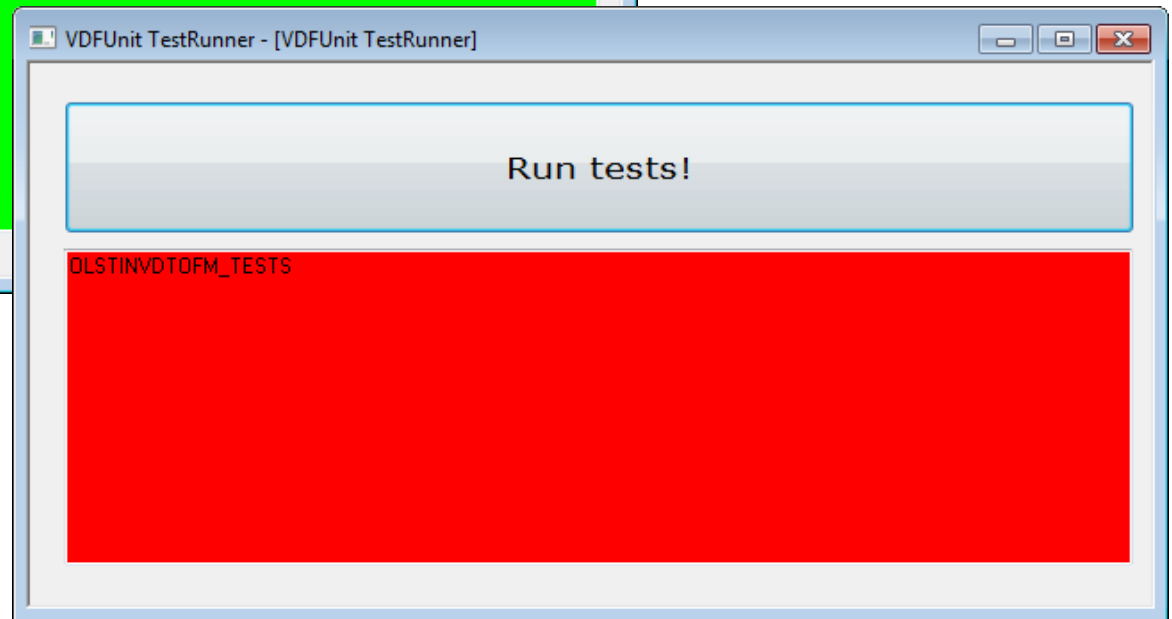 VDFUnit TestRunner - [VDFUnit TestRunner]
Run tests!
OLSTINVDTOFM_TESTS